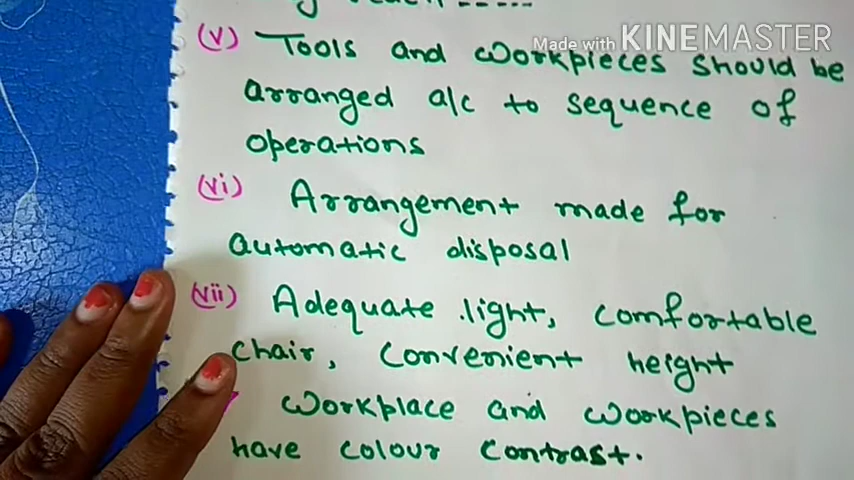 Made with KINEMASTER
(v) Tools and workpieces should be
arranged a/c to sequence of
operations
(vi) Arrangement made for
automatic disposal
(vii) Adequate light, comfortable
chair, convenient height
workplace and workpieces
have colour contrast.